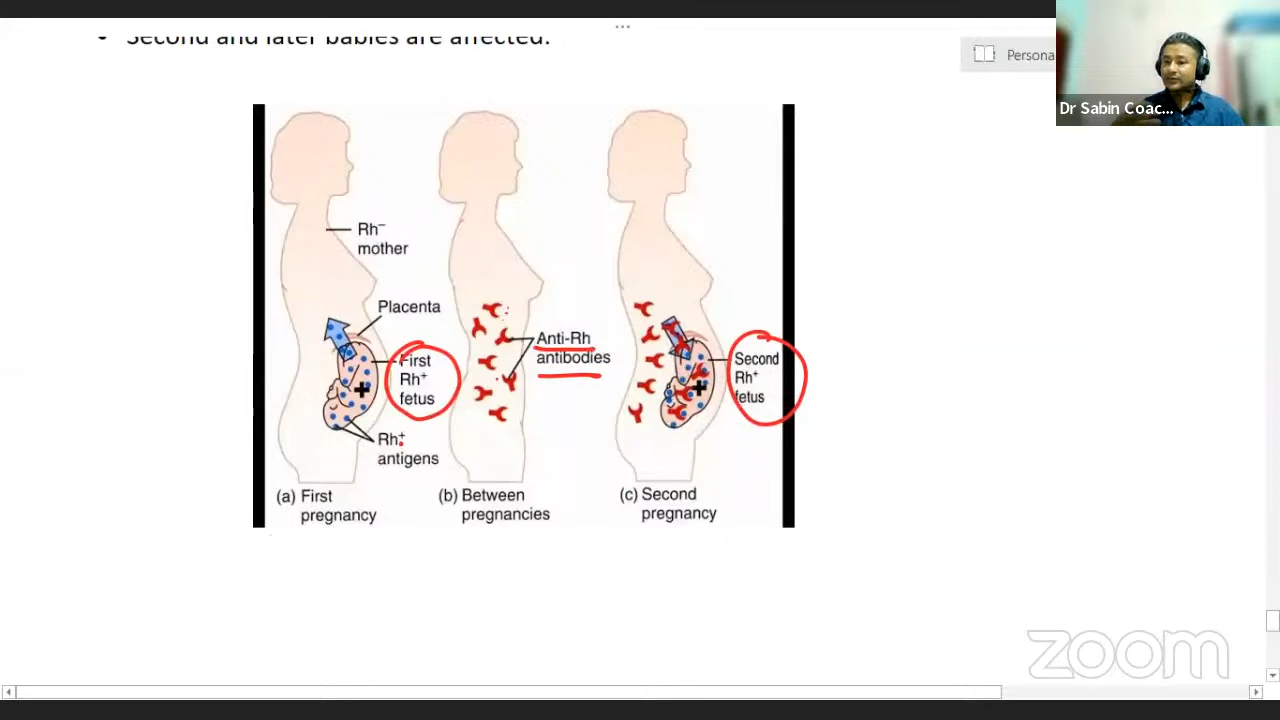 • Second and later babies are affected.
Persona
Dr Sabin Coac...
Rh⁻
mother
Placenta
First
Rh⁺
fetus
Rh⁺
antigens
Anti-Rh
antibodies
Second
Rh⁺
fetus
(a) First
pregnancy
(b) Between
pregnancies
(c) Second
pregnancy
zoom